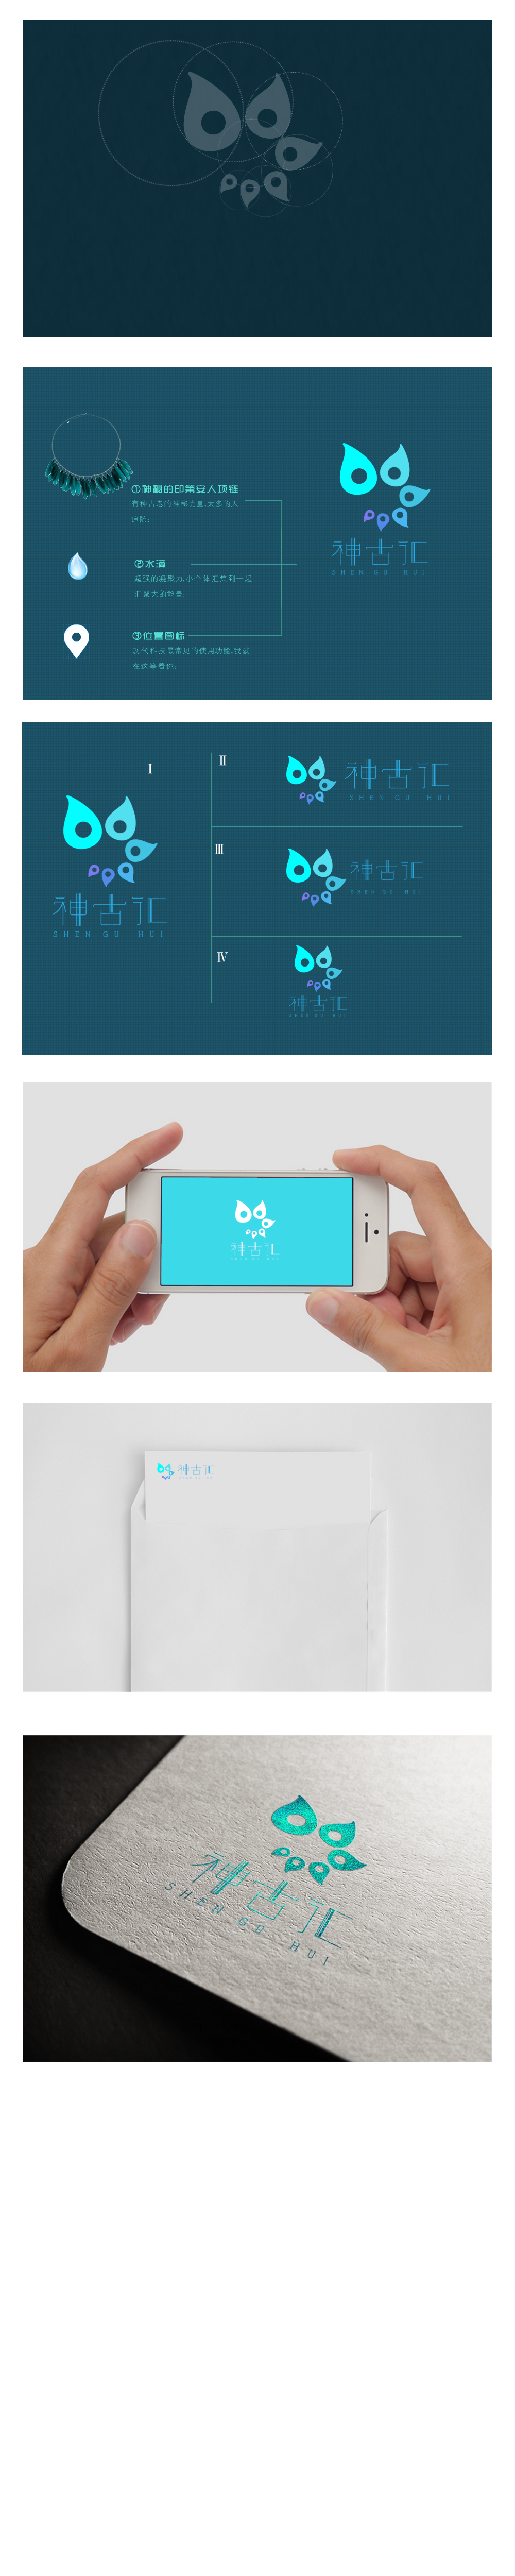 ①神秘的印第安人项链
有种古老的神秘力量,大多的人
追随;
②水滴
超强的凝聚力,小个体汇集到一起
汇聚大的能量;
③位置图标
现代科技最常见的使用功能,我就
在这等着你.
神古汇
SHEN GU HUI
I
神古汇
SHEN GU HUI
II
神古汇
SHEN GU HUI
III
神古汇
SHEN GU HUI
IV
神古汇
SHEN GU HUI
神古汇
SHEN GU HUI
神古汇
SHEN GU HUI
神古汇
SHEN GU HUI